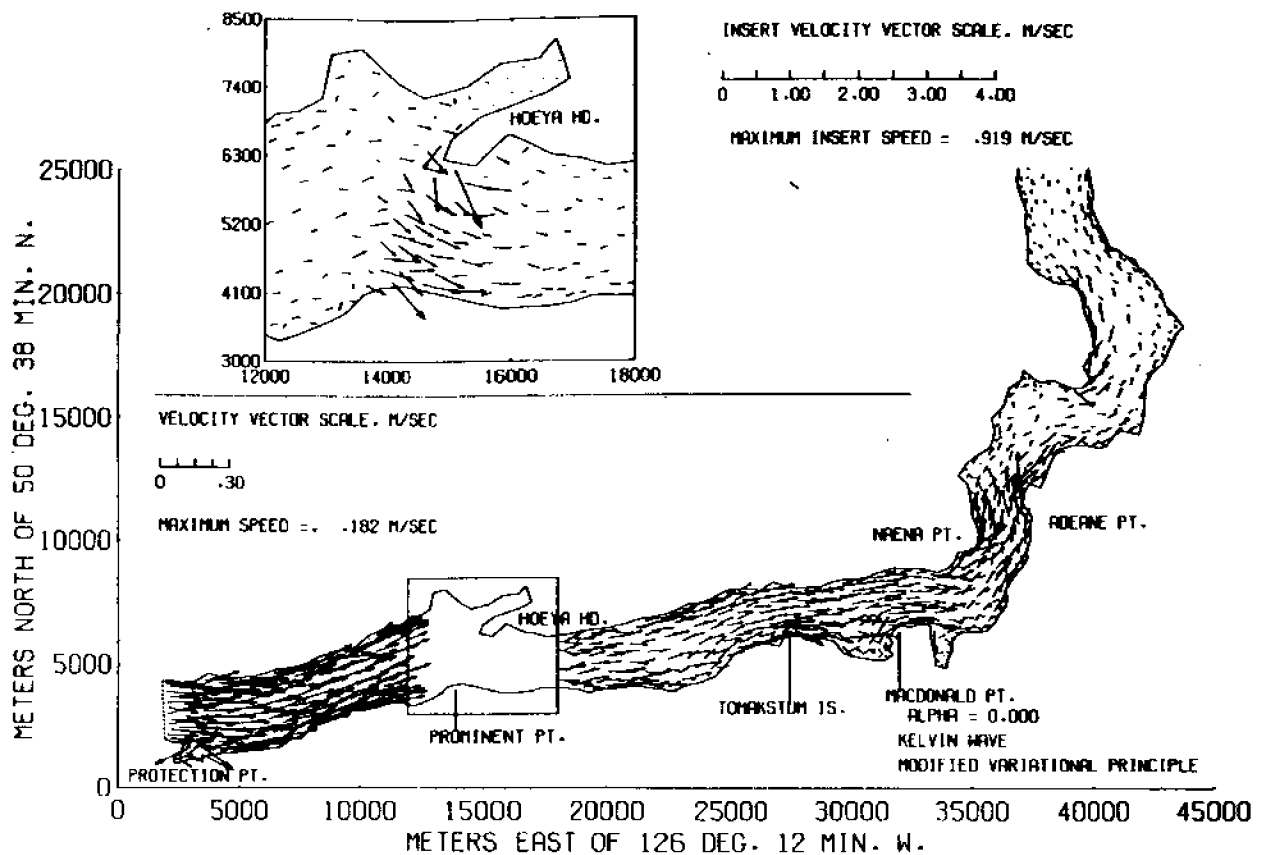 8500
7400
6300
5200
4100
3000
12000 14000 16000 18000
HOEYA HD.
INSERT VELOCITY VECTOR SCALE. M/SEC
0 1.00 2.00 3.00 4.00
MAXIMUM INSERT SPEED = .919 M/SEC
25000
20000
15000
10000
5000
0
METERS NORTH OF 50 DEG. 38 MIN. N.
VELOCITY VECTOR SCALE. M/SEC
0 .30
MAXIMUM SPEED =. .182 M/SEC
NAENA PT.
ADEANE PT.
HOEYA HD.
TOMAKSTUM IS.
MACDONALD PT.
ALPHA = 0.000
KELVIN WAVE
MODIFIED VARIATIONAL PRINCIPLE
PROMINENT PT.
PROTECTION PT.
0 5000 10000 15000 20000 25000 30000 35000 40000 45000
METERS EAST OF 126 DEG. 12 MIN. W.